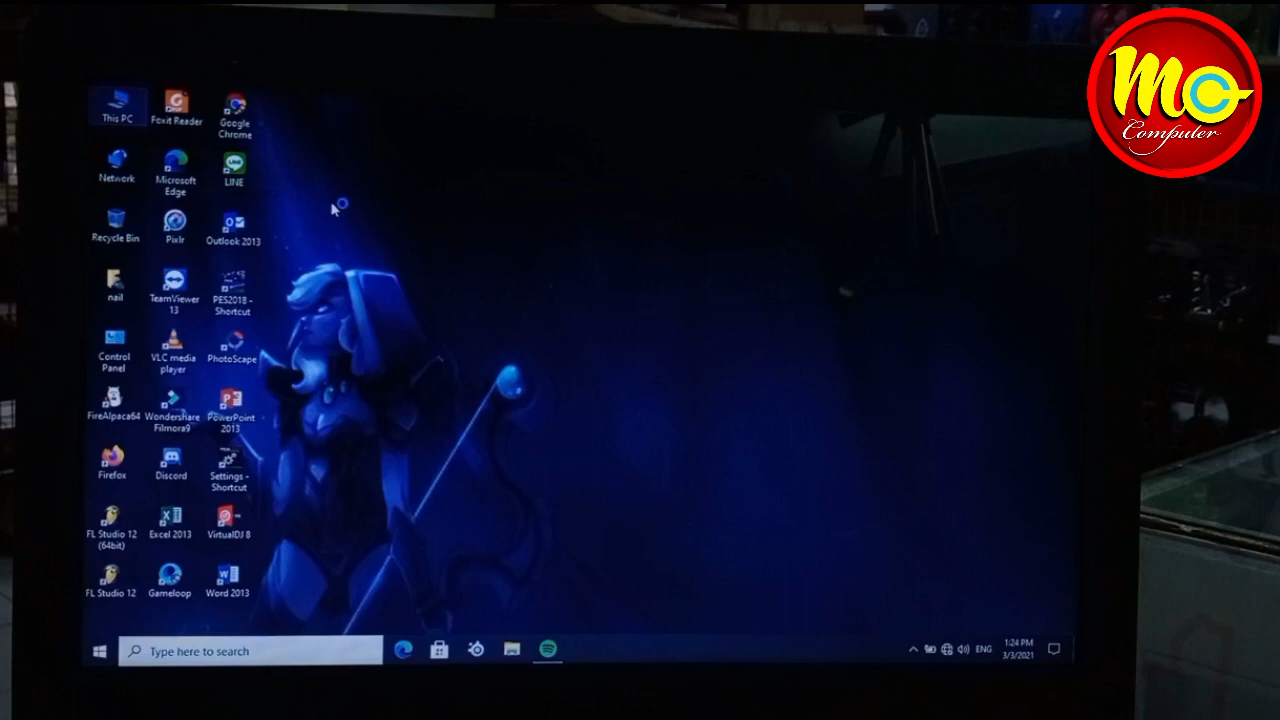 MC
Computer
This PC
Foxit Reader
Google
Chrome
Network
Microsoft
Edge
LINE
Recycle Bin
Pixlr
Outlook 2013
nail
TeamViewer
13
PES2018 -
Shortcut
Control
Panel
VLC media
player
PhotoScape
FireAlpaca64
Wondershare
Filmora9
PowerPoint
2013
Firefox
Discord
Settings -
Shortcut
FL Studio 12
(64bit)
Excel 2013
VirtualDJ 8
FL Studio 12
Gameloop
Word 2013
Type here to search
ENG
1:24 PM
3/3/2021